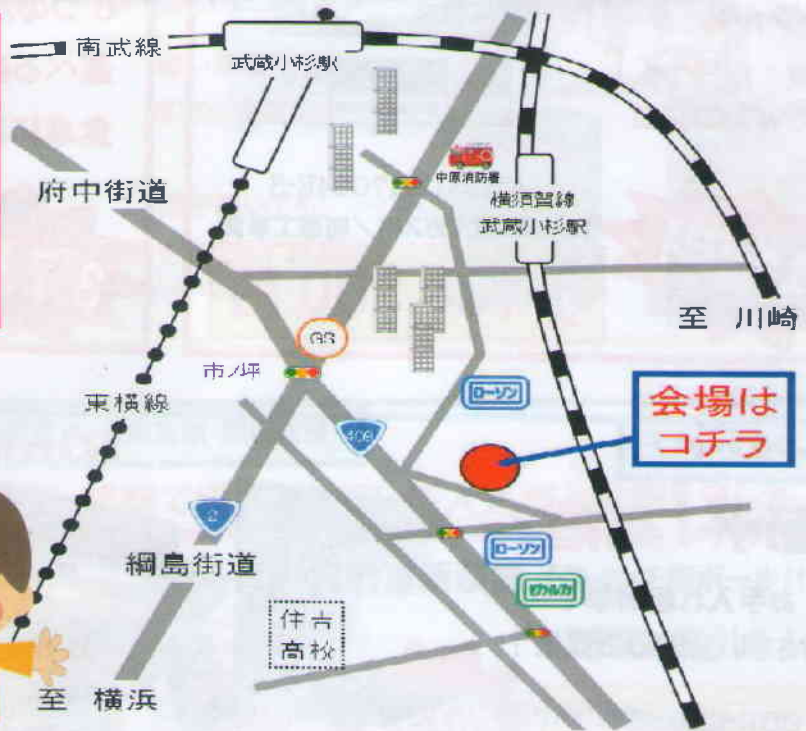 南武線
武蔵小杉駅
中原消防署
府中街道
横須賀線
武蔵小杉駅
至 川崎
GS
市ノ坪
東横線
ローソン
会場は
コチラ
409
2
綱島街道
ローソン
住吉
高校
至 横浜